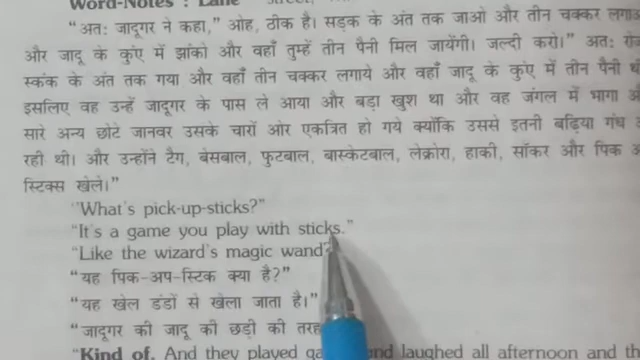 Word-Notes : Lane
"अतः जादूगर ने कहा," ओह, ठीक है। सड़क के अंत तक जाओ और तीन चक्कर
और जादू के कुंए में झांको और वहाँ तुम्हें तीन पैनी मिल जायेंगी। जल्दी करो।" अतः
स्कंक के अंत तक गया और वहाँ तीन चक्कर लगाये और वहाँ जादू के कुए में तीन पैनी
इसलिए वह उन्हें जादूगर के पास ले आया और बड़ा खुश था और वह जंगल में भागा
सारे अन्य छोटे जानवर उसके चारों ओर एकत्रित हो गये क्योंकि उससे इतनी बढ़िया गंध
रही थी। और उन्होंने टैग, बेसबाल, फुटबाल, बास्केटबाल, लेक्रोरा, हाकी, सॉकर और पिक
स्टिक्स खेले।"
"What's pick-up-sticks?"
"It's a game you play with sticks."
"Like the wizard's magic wand?
"यह पिक-अप-स्टिक क्या है?"
"यह खेल डंडों से खेला जाता है।"
"जादूगर की जादू की छड़ी की तरह
"Kind of. And they played and laughed all afternoon and